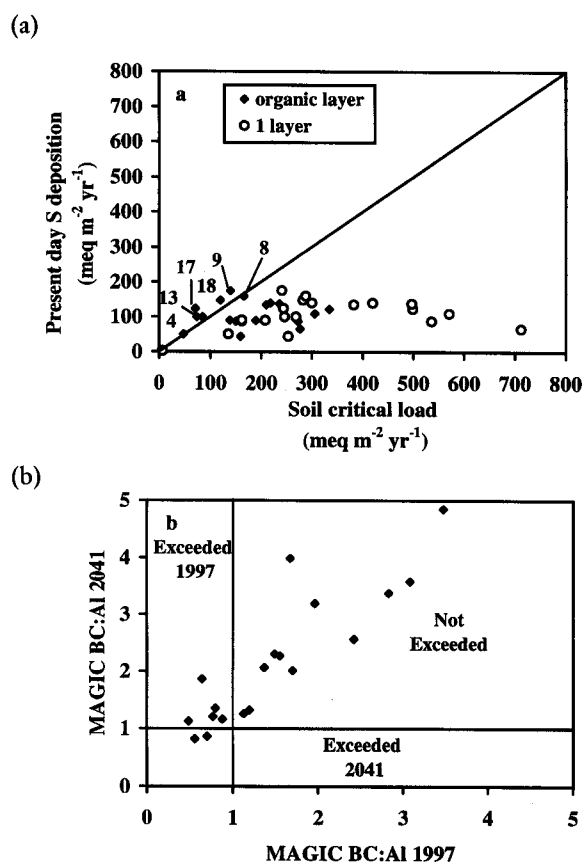 (a)
800
700
600
500
400
300
200
100
0
Present day S deposition
(meq m⁻² yr⁻¹)
a
organic layer
1 layer
17
9
8
18
13
4
0 100 200 300 400 500 600 700 800
Soil critical load
(meq m⁻² yr⁻¹)
(b)
5
4
3
2
1
0
MAGIC BC:Al 2041
b
Exceeded
1997
Not
Exceeded
Exceeded
2041
0 1 2 3 4 5
MAGIC BC:Al 1997